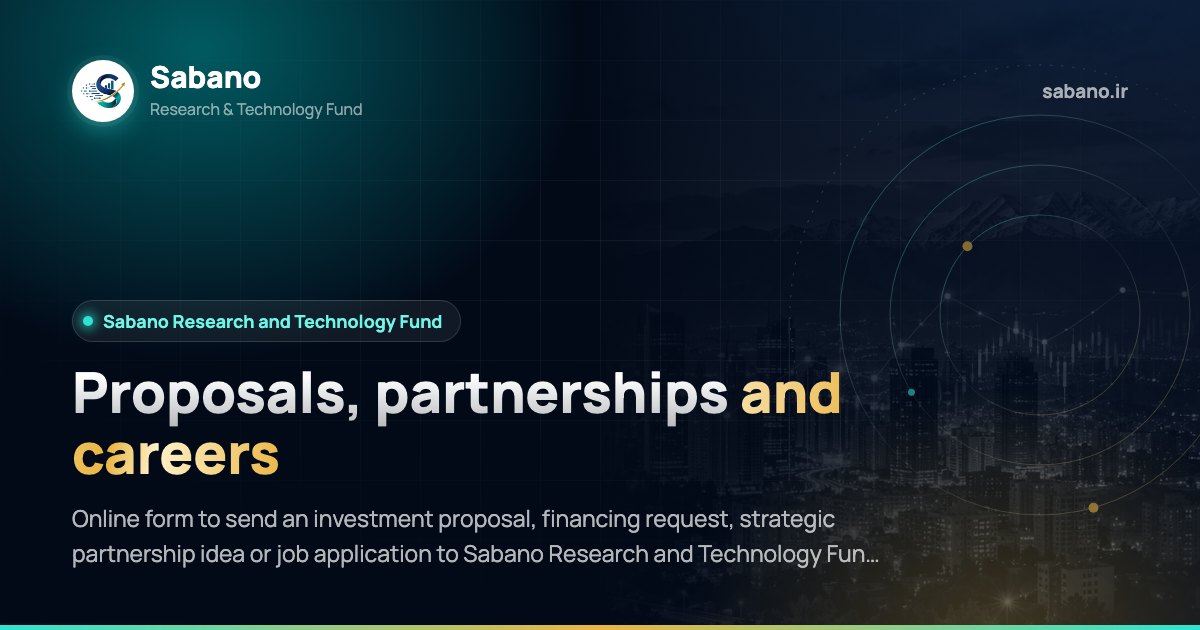 Sabano
Research & Technology Fund
sabano.ir
Sabano Research and Technology Fund
Proposals, partnerships and
careers
Online form to send an investment proposal, financing request, strategic
partnership idea or job application to Sabano Research and Technology Fun...